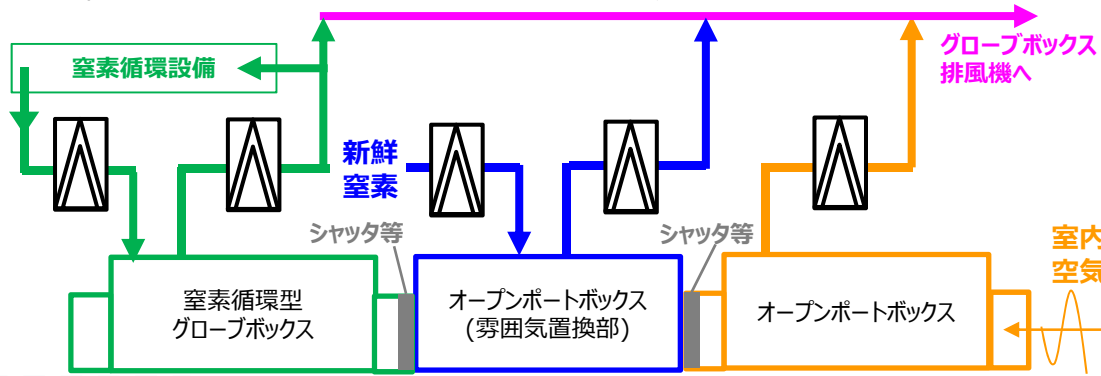 グローブボックス
排風機へ
窒素循環設備
新鮮
窒素
シャッタ等
シャッタ等
室内
空気
窒素循環型
グローブボックス
オープンポートボックス
(雰囲気置換部)
オープンポートボックス